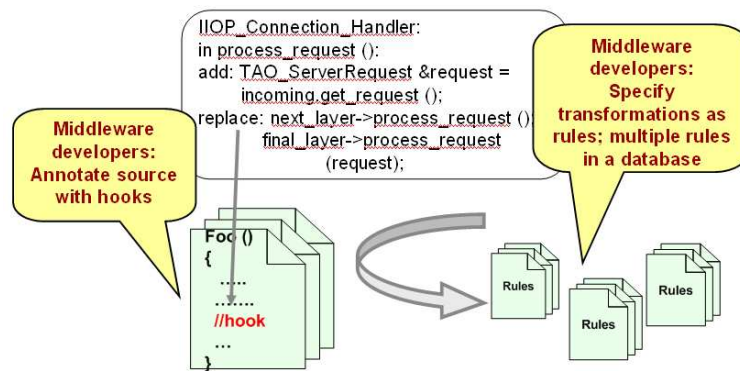 IIOP_Connection_Handler:
in process_request ():
add: TAO_ServerRequest &request =
incoming.get_request ();
replace: next_layer->process_request ();
final_layer->process_request
(request);
Middleware
developers:
Annotate source
with hooks
Middleware
developers:
Specify
transformations as
rules; multiple rules
in a database
Foo ()
{
.....
.......
//hook
...
}
Rules
Rules
Rules